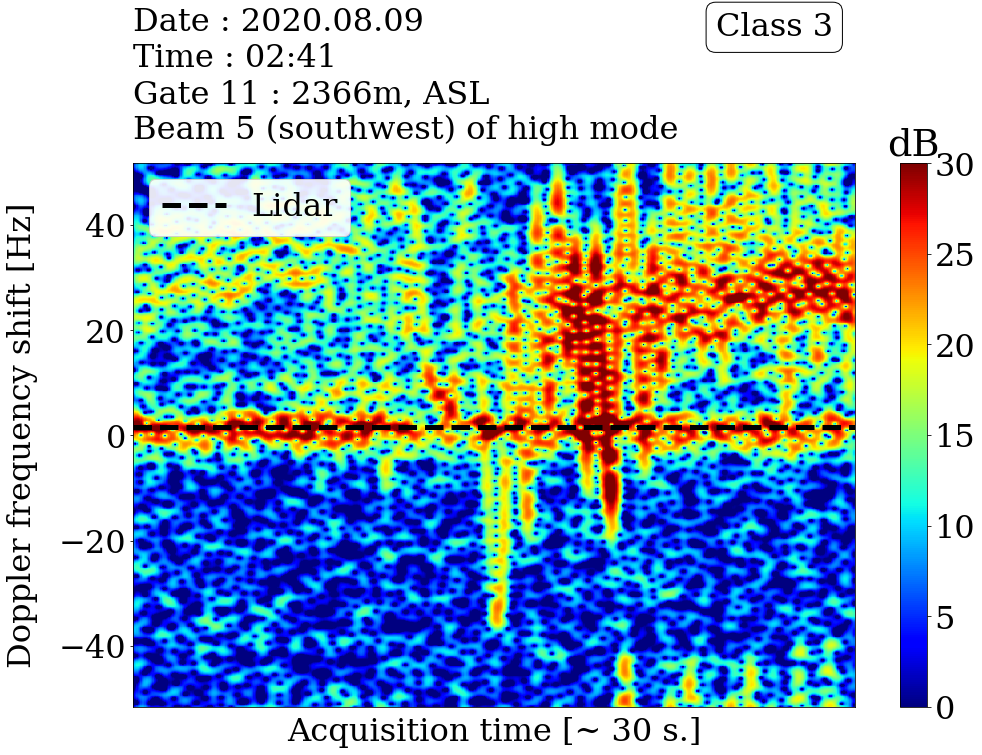 Date : 2020.08.09
Time : 02:41
Gate 11 : 2366m, ASL
Beam 5 (southwest) of high mode
Class 3
dB
Lidar
Doppler frequency shift [Hz]
40
20
0
−20
−40
30
25
20
15
10
5
0
Acquisition time [~ 30 s.]